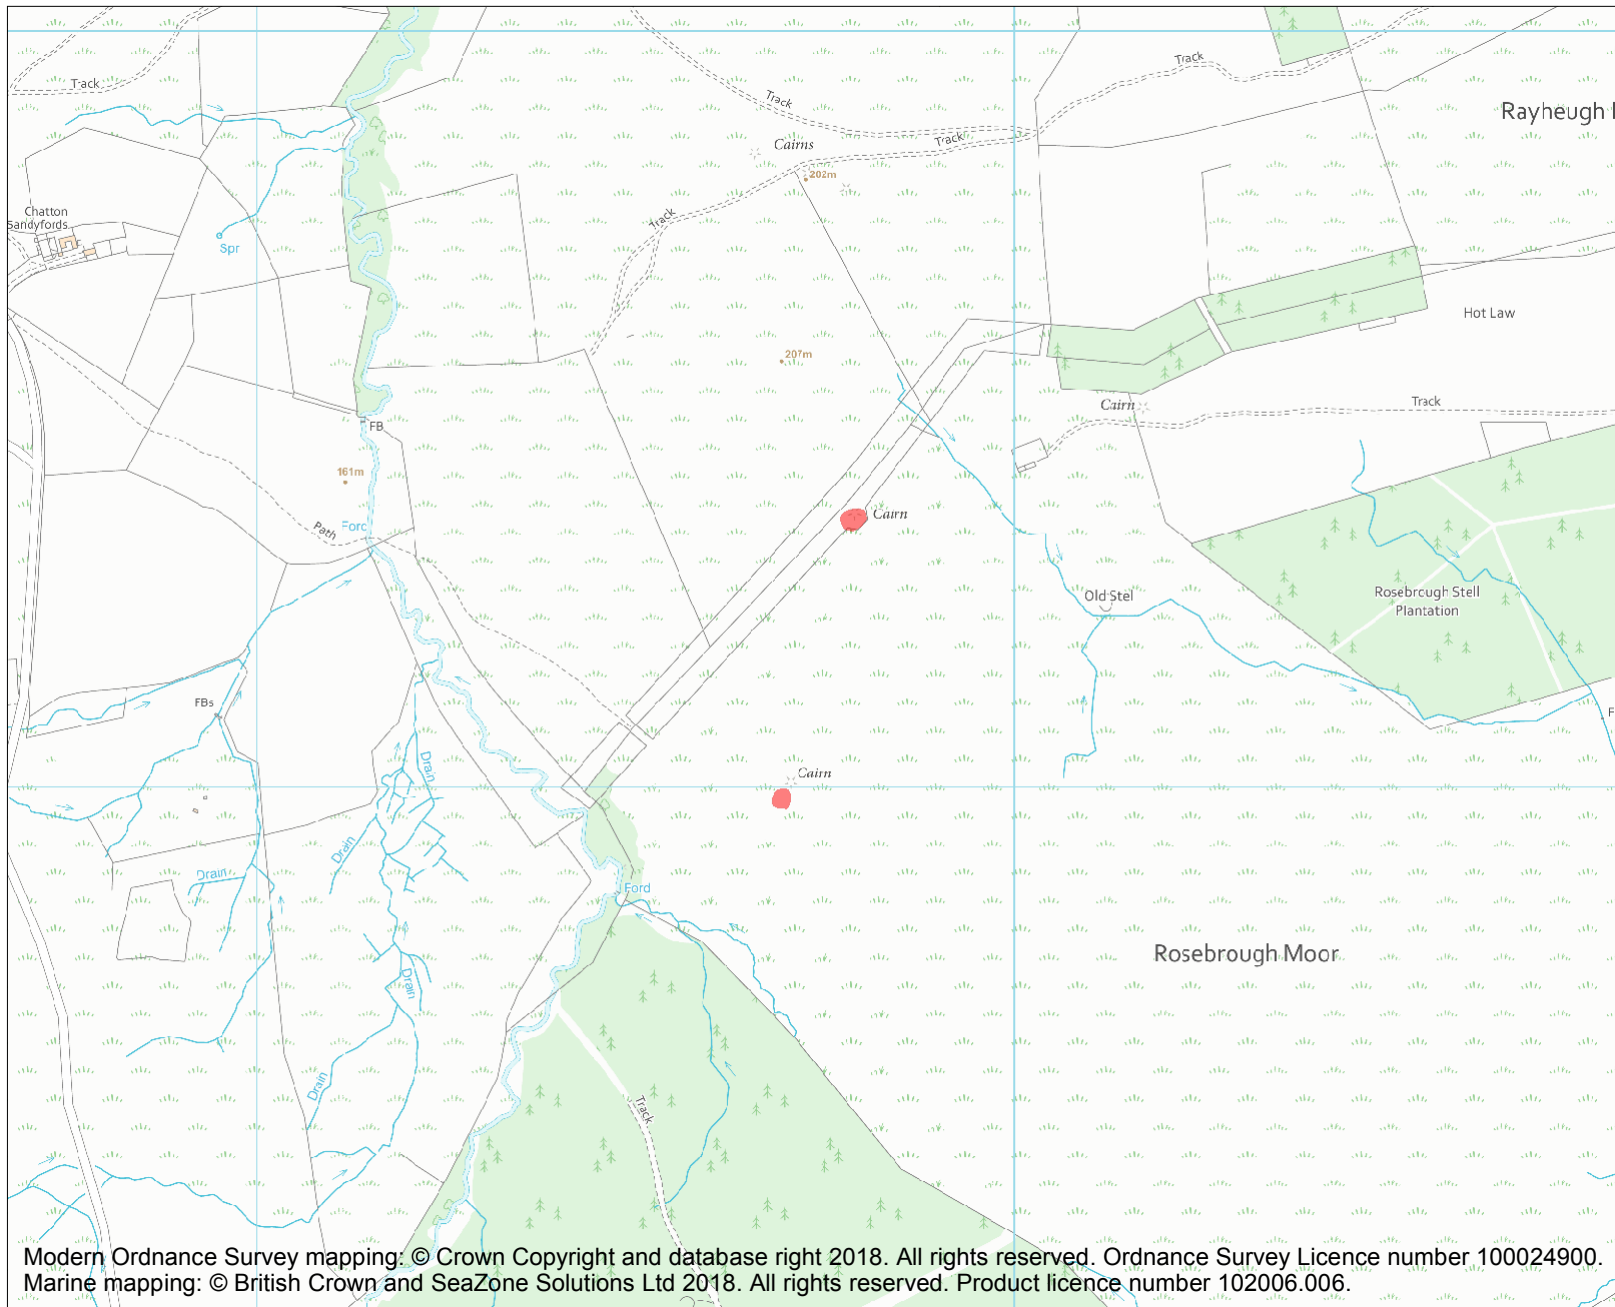 Track
Track
Track
Cairns
Track
Rayheugh
202m
Chatton
Sandyfords
Track
Spr
Hot Law
207m
Cairn
Track
FB
161m
Cairn
Ford
Path
Old Stel
Rosebrough Stell
Plantation
FBs
F
Drain
Cairn
Drain
Drain
Ford
Rosebrough Moor
Drain
Drain
Track
Modern Ordnance Survey mapping: © Crown Copyright and database right 2018. All rights reserved. Ordnance Survey Licence number 100024900.
Marine mapping: © British Crown and SeaZone Solutions Ltd 2018. All rights reserved. Product licence number 102006.006.